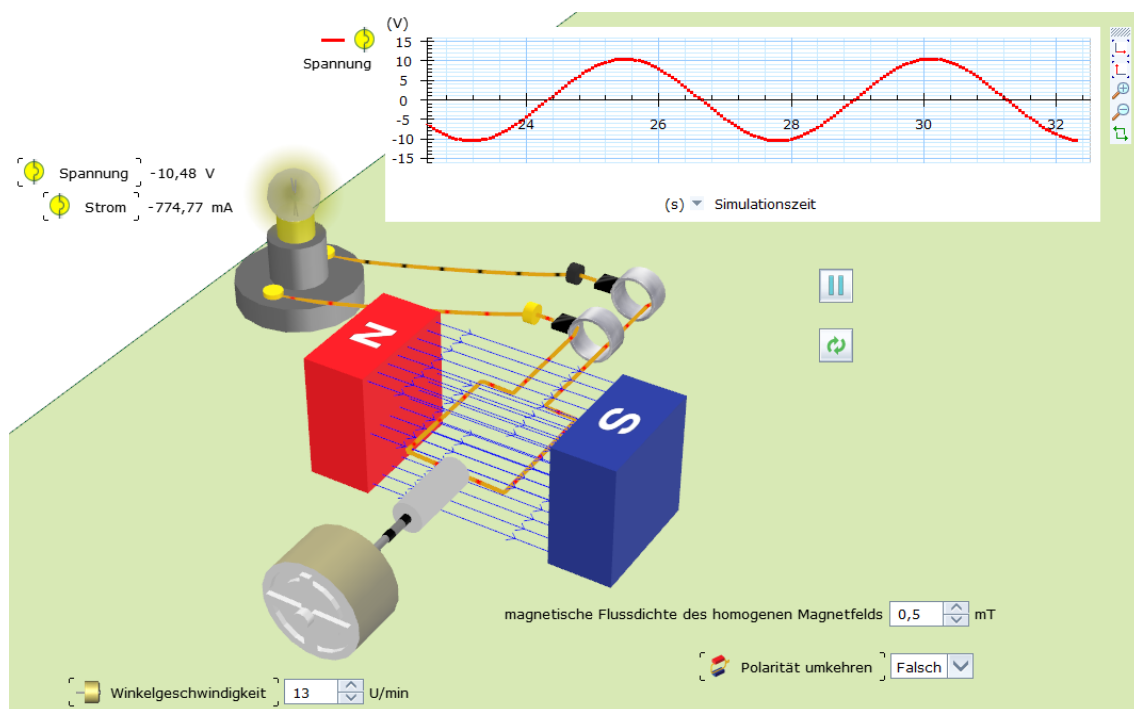 (V)
15
10
5
0
-5
-10
-15
24 26 28 30 32
Spannung
(s) Simulationszeit
Spannung -10,48 V
Strom -774,77 mA
N
S
magnetische Flussdichte des homogenen Magnetfelds 0,5 mT
Polarität umkehren Falsch
Winkelgeschwindigkeit 13 U/min